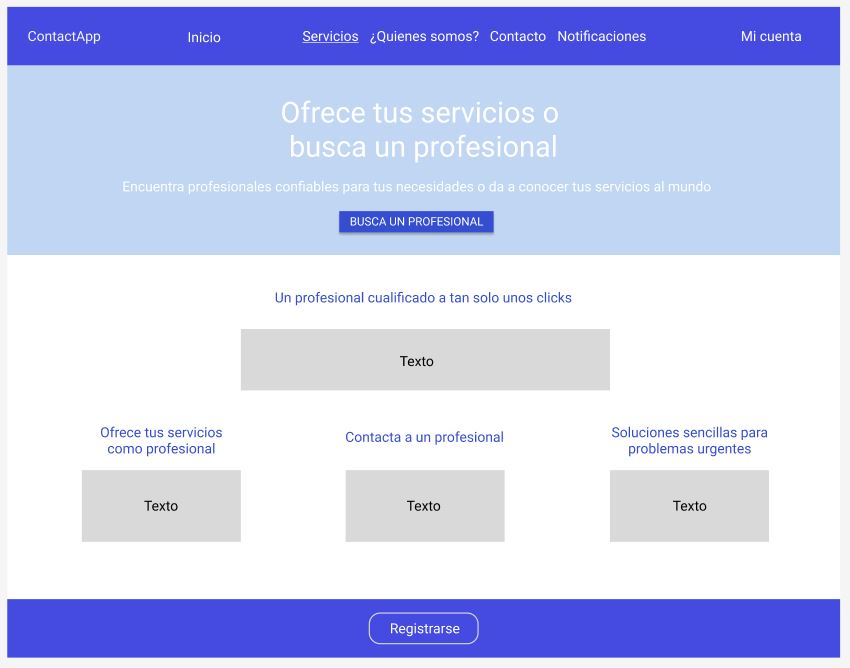 ContactApp Inicio Servicios ¿Quienes somos? Contacto Notificaciones Mi cuenta
Ofrece tus servicios o
busca un profesional
Encuentra profesionales confiables para tus necesidades o da a conocer tus servicios al mundo
BUSCA UN PROFESIONAL
Un profesional cualificado a tan solo unos clicks
Texto
Ofrece tus servicios
como profesional
Texto
Contacta a un profesional
Texto
Soluciones sencillas para
problemas urgentes
Texto
Registrarse